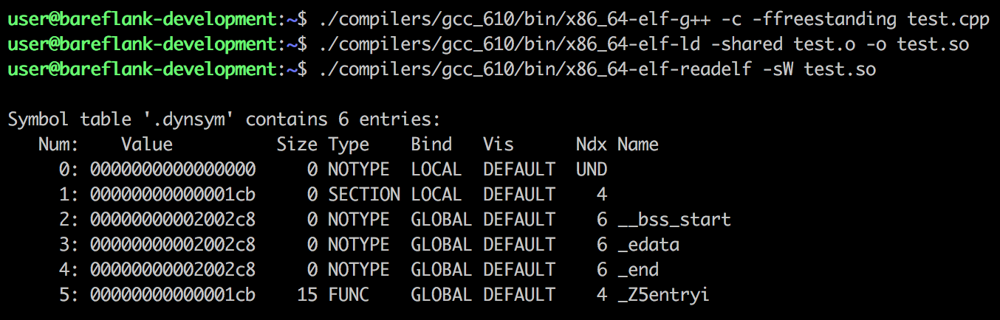 user@bareflank-development:~$ ./compilers/gcc_610/bin/x86_64-elf-g++ -c -ffreestanding test.cpp
user@bareflank-development:~$ ./compilers/gcc_610/bin/x86_64-elf-ld -shared test.o -o test.so
user@bareflank-development:~$ ./compilers/gcc_610/bin/x86_64-elf-readelf -sW test.so

Symbol table '.dynsym' contains 6 entries:
   Num:    Value          Size Type    Bind   Vis      Ndx Name
     0: 0000000000000000     0 NOTYPE  LOCAL  DEFAULT  UND
     1: 00000000000001cb     0 SECTION LOCAL  DEFAULT    4
     2: 00000000002002c8     0 NOTYPE  GLOBAL DEFAULT    6 __bss_start
     3: 00000000002002c8     0 NOTYPE  GLOBAL DEFAULT    6 _edata
     4: 00000000002002c8     0 NOTYPE  GLOBAL DEFAULT    6 _end
     5: 00000000000001cb    15 FUNC    GLOBAL DEFAULT    4 _Z5entryi